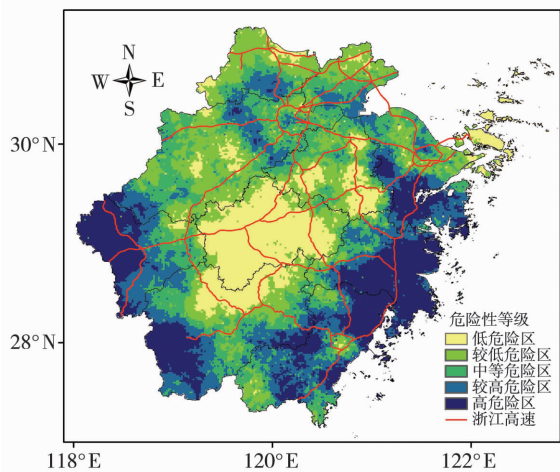 N
W E
S
30°N
28°N
危险性等级
低危险区
较低危险区
中等危险区
较高危险区
高危险区
浙江高速
118°E 120°E 122°E